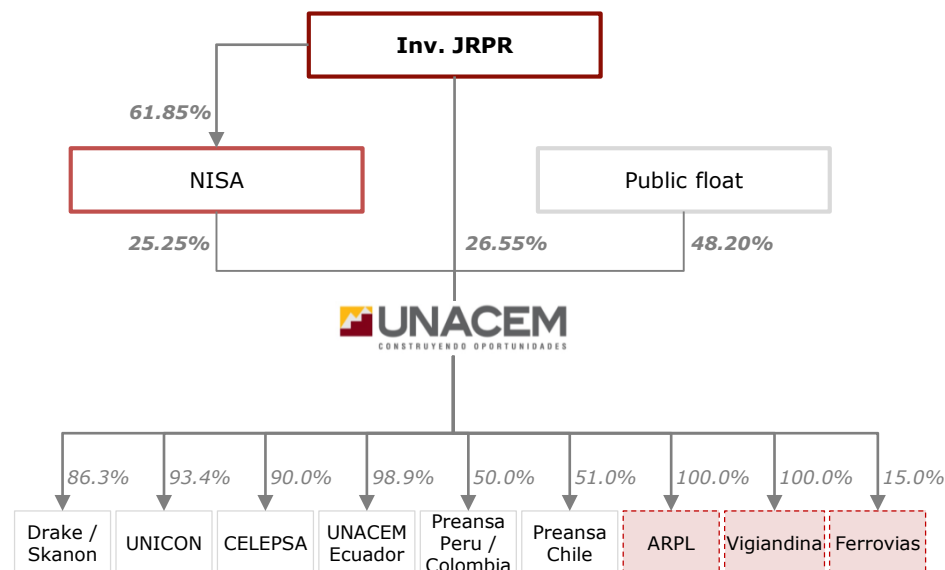 Inv. JRPR
61.85%
NISA
Public float
25.25%
26.55%
48.20%
UNACEM
CONSTRUYENDO OPORTUNIDADES
86.3%
93.4%
90.0%
98.9%
50.0%
51.0%
100.0%
100.0%
15.0%
Drake /
Skanon
UNICON
CELEPSA
UNACEM
Ecuador
Preansa
Peru /
Colombia
Preansa
Chile
ARPL
Vigiandina
Ferrovias